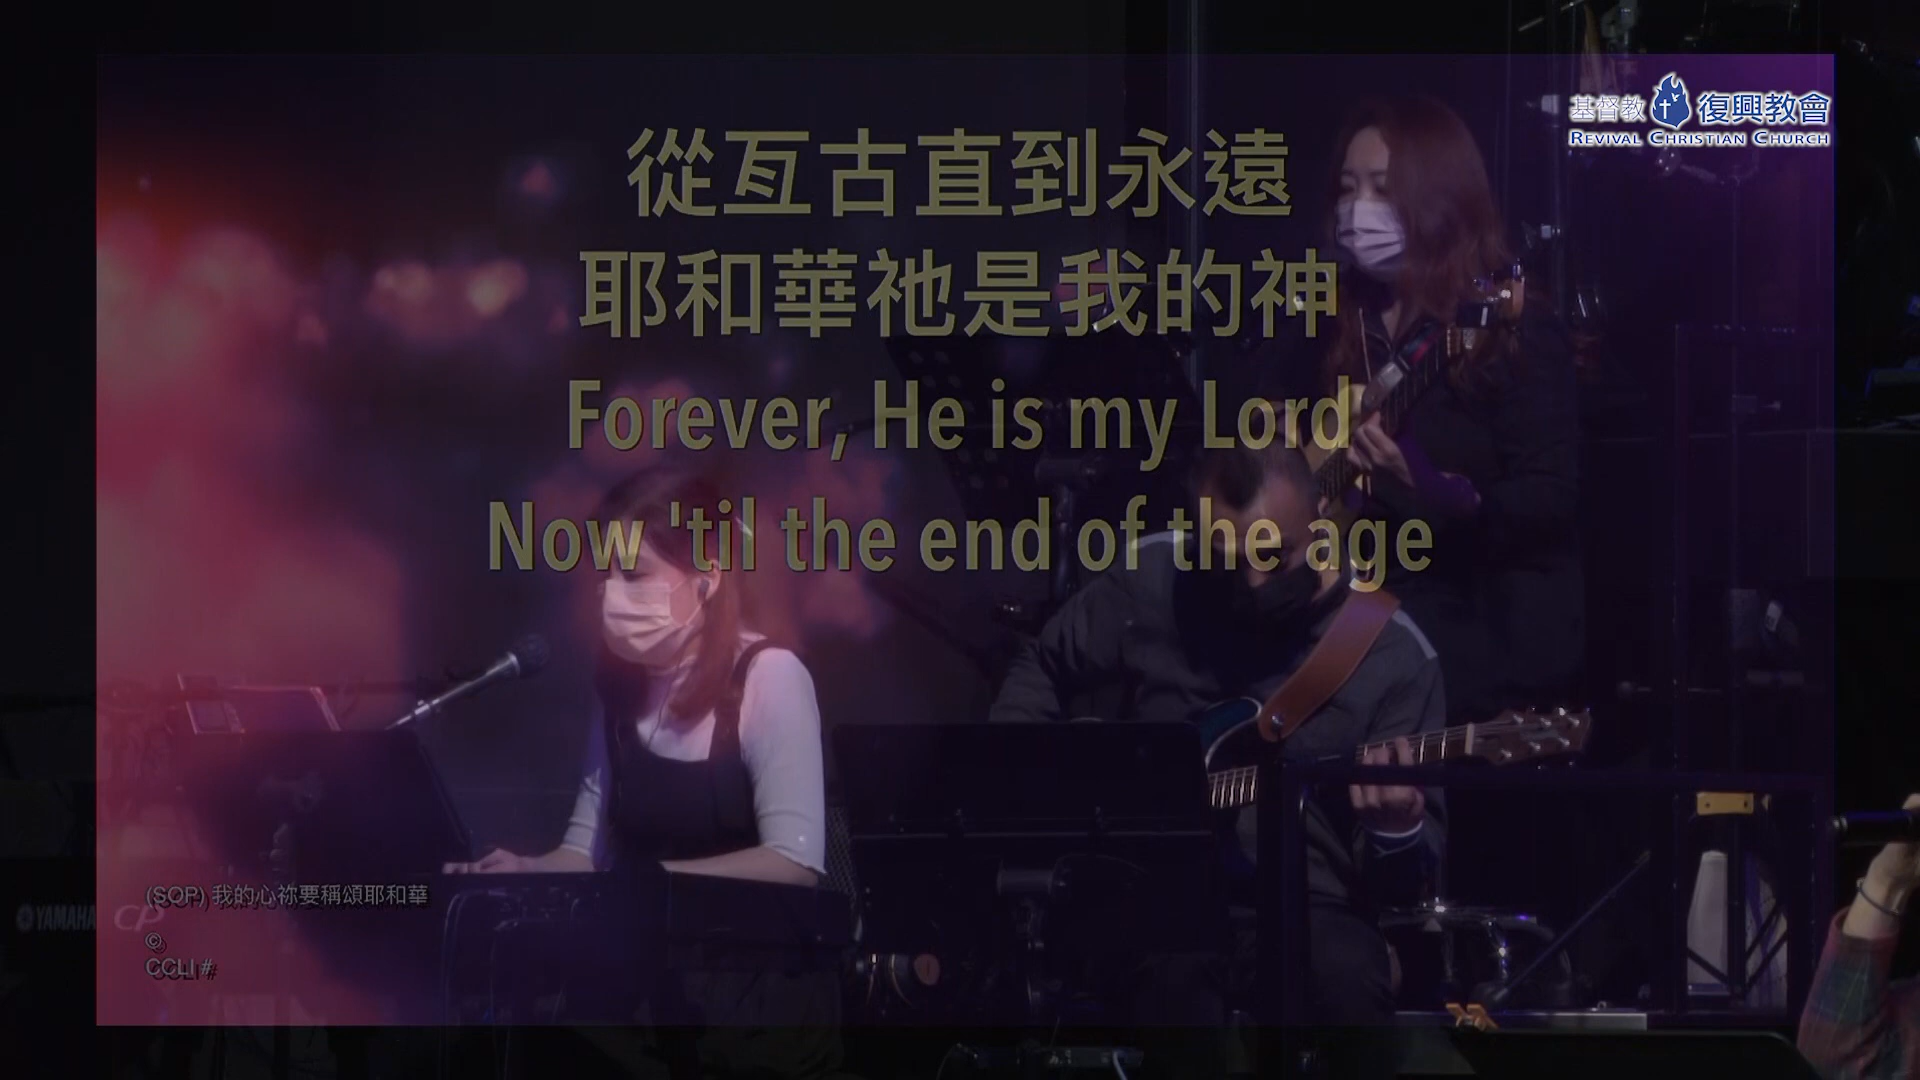 基督教 復興教會
REVIVAL CHRISTIAN CHURCH
從亙古直到永遠
耶和華祂是我的神
Forever, He is my Lord
Now 'til the end of the age
(SOP) 我的心祢要稱頌耶和華
©
CCLI #
YAMAHA CP